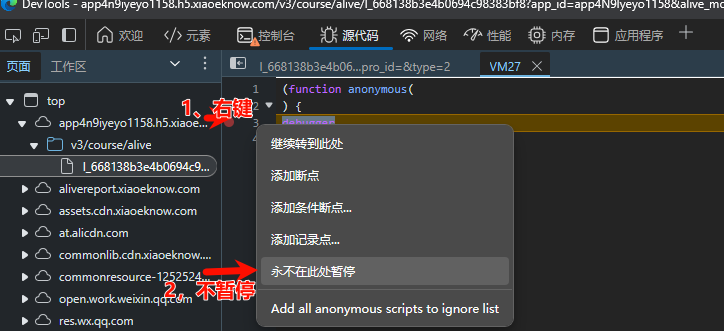 DevTools - app4n9iyeyo1158.h5.xiaoeknow.com/v3/course/alive/l_668138b3e4b0694c98383bf8?app_id=app4N9Iyeyo1158&alive_mo
欢迎
元素
控制台
源代码
网络
性能
内存
应用程序
页面
工作区
l_668138b3e4b06...pro_id=&type=2
VM27
top
app4n9iyeyo1158.h5.xiaoe...
v3/course/alive
l_668138b3e4b0694c9...
alivereport.xiaoeknow.com
assets.cdn.xiaoeknow.com
at.alicdn.com
commonlib.cdn.xiaoeknow....
commonresource-1252524...
open.work.weixin.qq.com
res.wx.qq.com
1 (function anonymous(
2 ) {
3 debugger
4
1、右键
继续转到此处
添加断点
添加条件断点...
添加记录点...
永不在此处暂停
2，不暂停
Add all anonymous scripts to ignore list